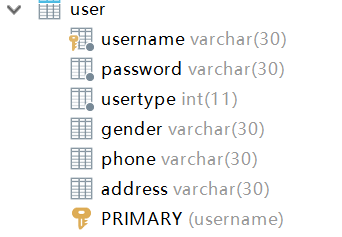 user
username varchar(30)
password varchar(30)
usertype int(11)
gender varchar(30)
phone varchar(30)
address varchar(30)
PRIMARY (username)